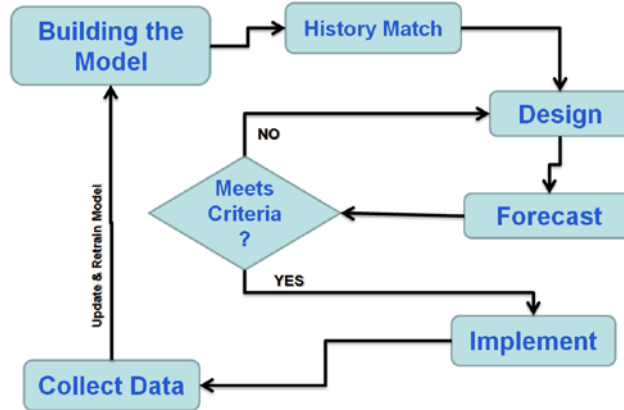 Building the
Model
History Match
Design
NO
Meets
Criteria
?
Forecast
YES
Implement
Collect Data
Update & Retrain Model